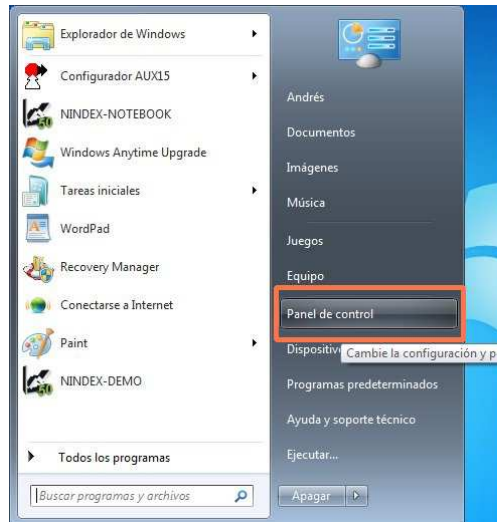 Explorador de Windows
Configurador AUX15
NINDEX-NOTEBOOK
Windows Anytime Upgrade
Tareas iniciales
WordPad
Recovery Manager
Conectarse a Internet
Paint
NINDEX-DEMO
Todos los programas
Buscar programas y archivos
Andrés
Documentos
Imágenes
Música
Juegos
Equipo
Panel de control
Cambie la configuración y
Programas predeterminados
Ayuda y soporte técnico
Ejecutar...
Apagar